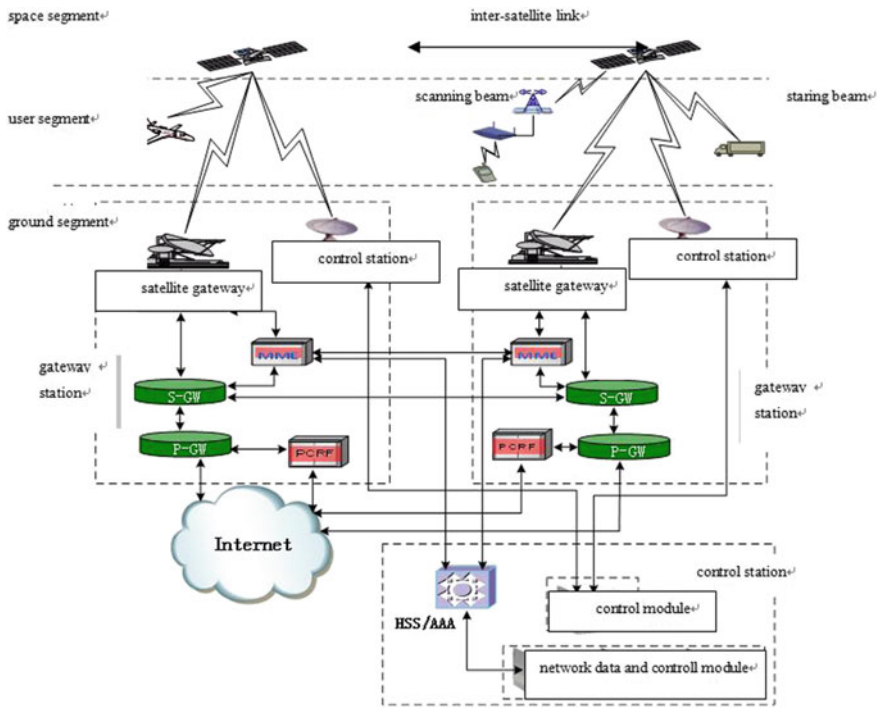 space segment
inter-satellite link
user segment
scanning beam
staring beam
ground segment
control station
control station
satellite gateway
satellite gateway
MME
MME
gateway
station
gateway
station
S-GW
S-GW
P-GW
PCRF
PCRF
P-GW
Internet
control station
HSS/AAA
control module
network data and controll module